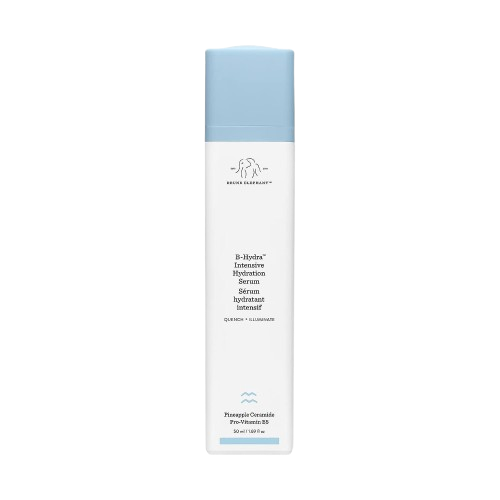 DRUNK ELEPHANT™
B-Hydra™
Intensive
Hydration
Serum
Sérum
hydratant
intensif
QUENCH + ILLUMINATE
Pineapple Ceramide
Pro-Vitamin B5
50 ml / 1.69 fl oz